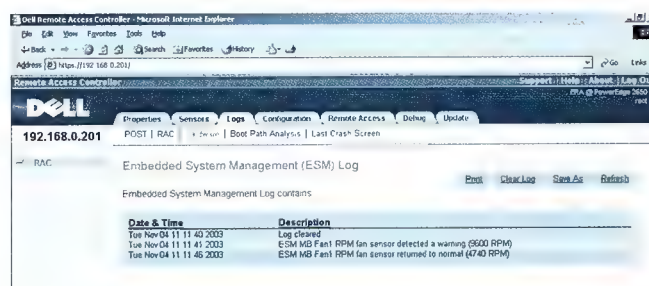 Dell Remote Access Controller - Microsoft Internet Explorer
File Edit View Favorites Tools Help
Back Search Favorites History
Address https://192.168.0.201/ Go Links
Remote Access Controller Support | Help | About | Log Out
DELL ERA @ PowerEdge 2650
root
Properties Sensors Logs Configuration Remote Access Debug Update
192.168.0.201 POST | RAC | Boot Path Analysis | Last Crash Screen
RAC
Embedded System Management (ESM) Log
Print Clear Log Save As Refresh
Embedded System Management Log contains
Date & Time Description
Tue Nov 04 11 11 40 2003 Log cleared
Tue Nov 04 11 11 41 2003 ESM MB Fan1 RPM fan sensor detected a warning (9600 RPM)
Tue Nov 04 11 11 46 2003 ESM MB Fan1 RPM fan sensor returned to normal (4740 RPM)